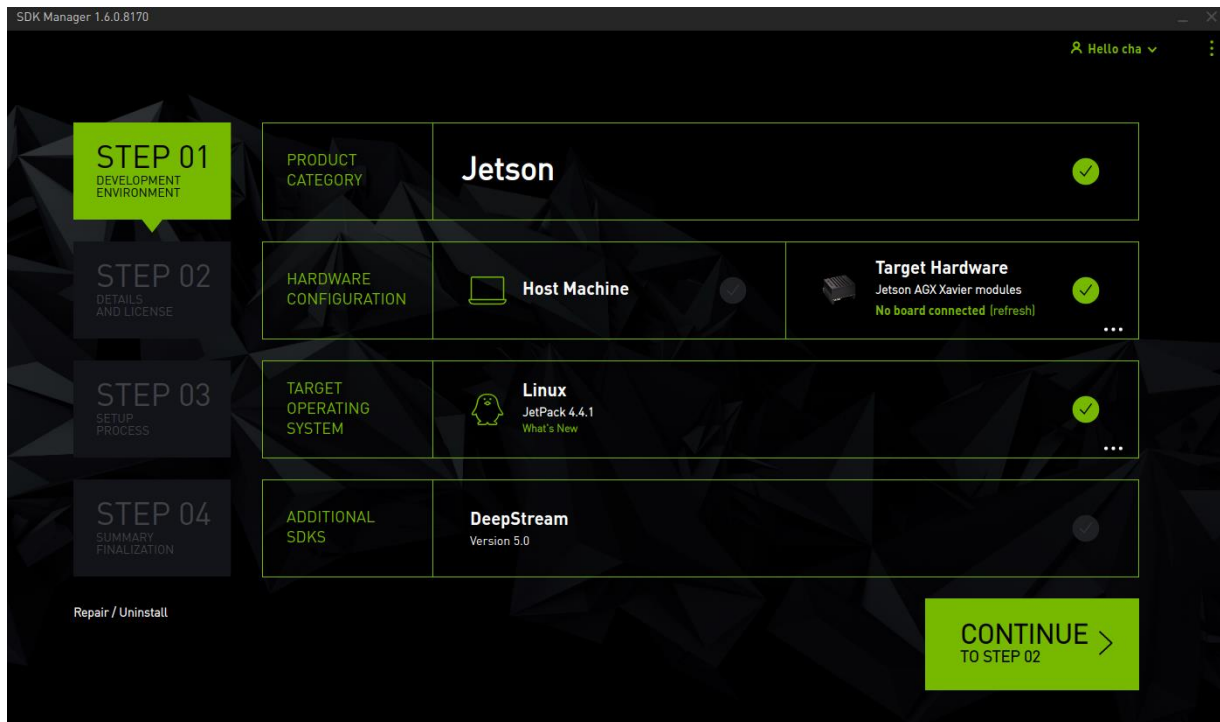 SDK Manager 1.6.0.8170
Hello cha
STEP 01
DEVELOPMENT
ENVIRONMENT
PRODUCT
CATEGORY
Jetson
STEP 02
DETAILS
AND LICENSE
HARDWARE
CONFIGURATION
Host Machine
Target Hardware
Jetson AGX Xavier modules
No board connected (refresh)
STEP 03
SETUP
PROCESS
TARGET
OPERATING
SYSTEM
Linux
JetPack 4.4.1
What's New
STEP 04
SUMMARY
FINALIZATION
ADDITIONAL
SDKS
DeepStream
Version 5.0
Repair / Uninstall
CONTINUE
TO STEP 02